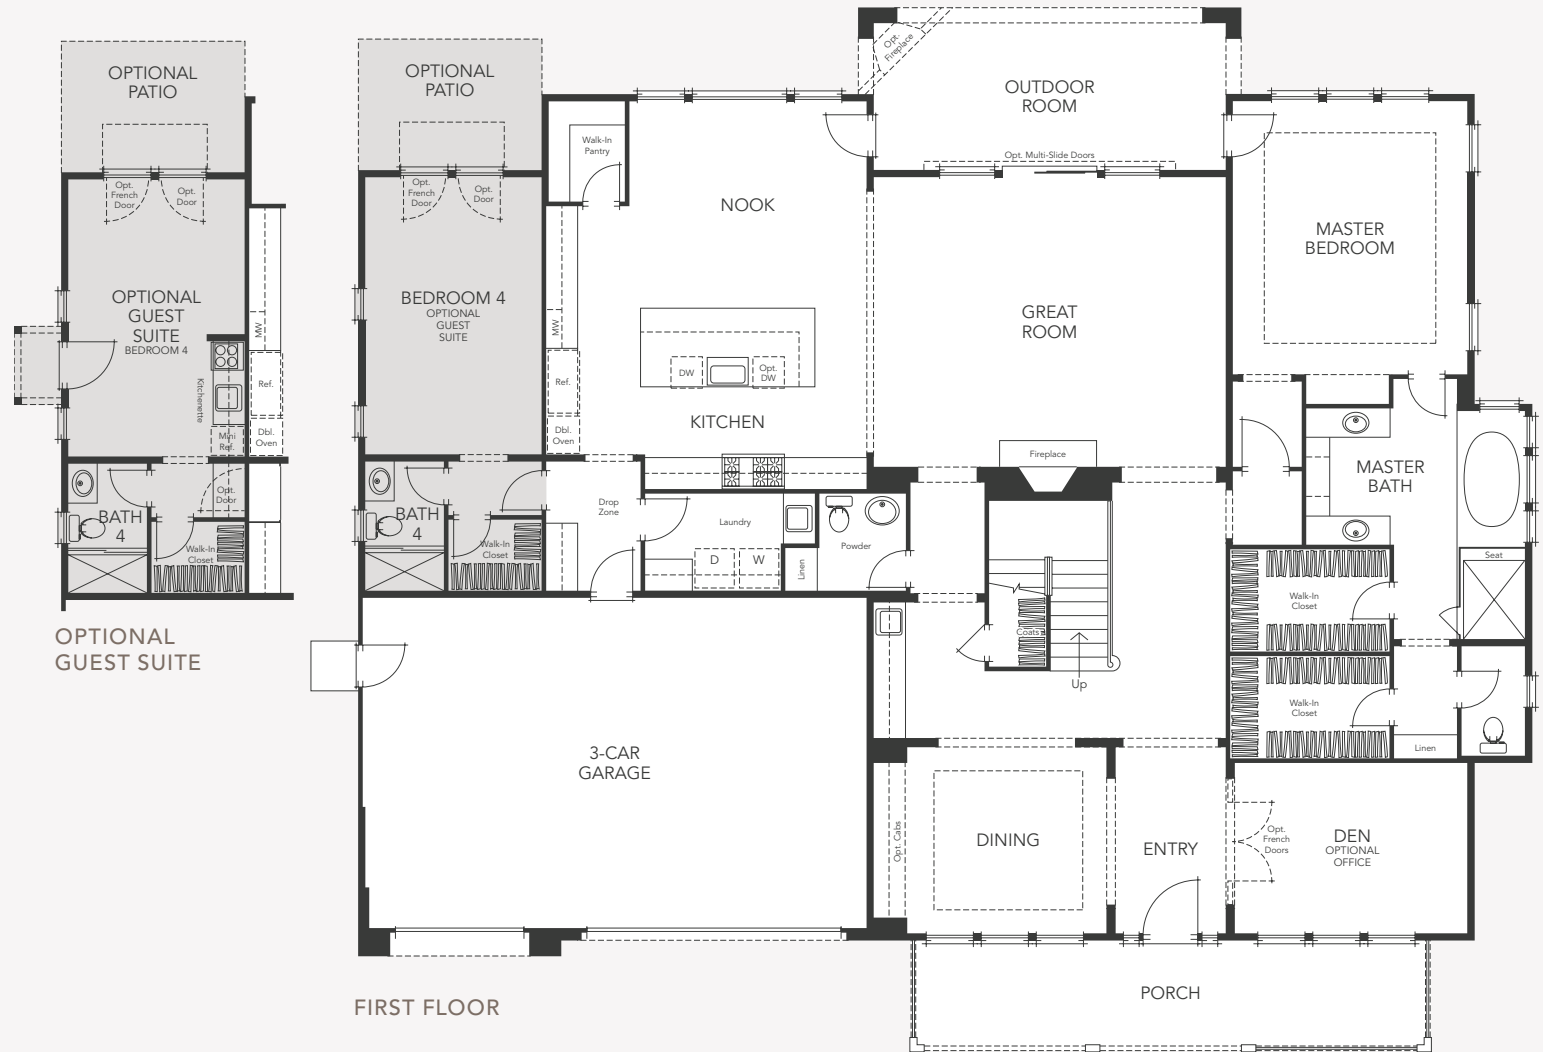 OPTIONAL
PATIO
Opt.
French
Door
Opt.
Door
OPTIONAL
GUEST
SUITE
BEDROOM 4
MW
Kitchenette
Ref.
Mini
Ref.
Dbl.
Oven
Opt.
Door
BATH
4
Walk-In
Closet
OPTIONAL
GUEST SUITE
OPTIONAL
PATIO
Opt.
French
Door
Opt.
Door
BEDROOM 4
OPTIONAL
GUEST
SUITE
BATH
4
Walk-In
Closet
Walk-In
Pantry
NOOK
MW
Ref.
Dbl.
Oven
DW
Opt.
DW
KITCHEN
Drop
Zone
Laundry
D
W
Linen
Powder
Opt.
Fireplace
OUTDOOR
ROOM
Opt. Multi-Slide Doors
GREAT
ROOM
Fireplace
Coats
Up
MASTER
BEDROOM
MASTER
BATH
Seat
Walk-In
Closet
Walk-In
Closet
Linen
3-CAR
GARAGE
Opt. Cabs
DINING
ENTRY
Opt.
French
Doors
DEN
OPTIONAL
OFFICE
PORCH
FIRST FLOOR